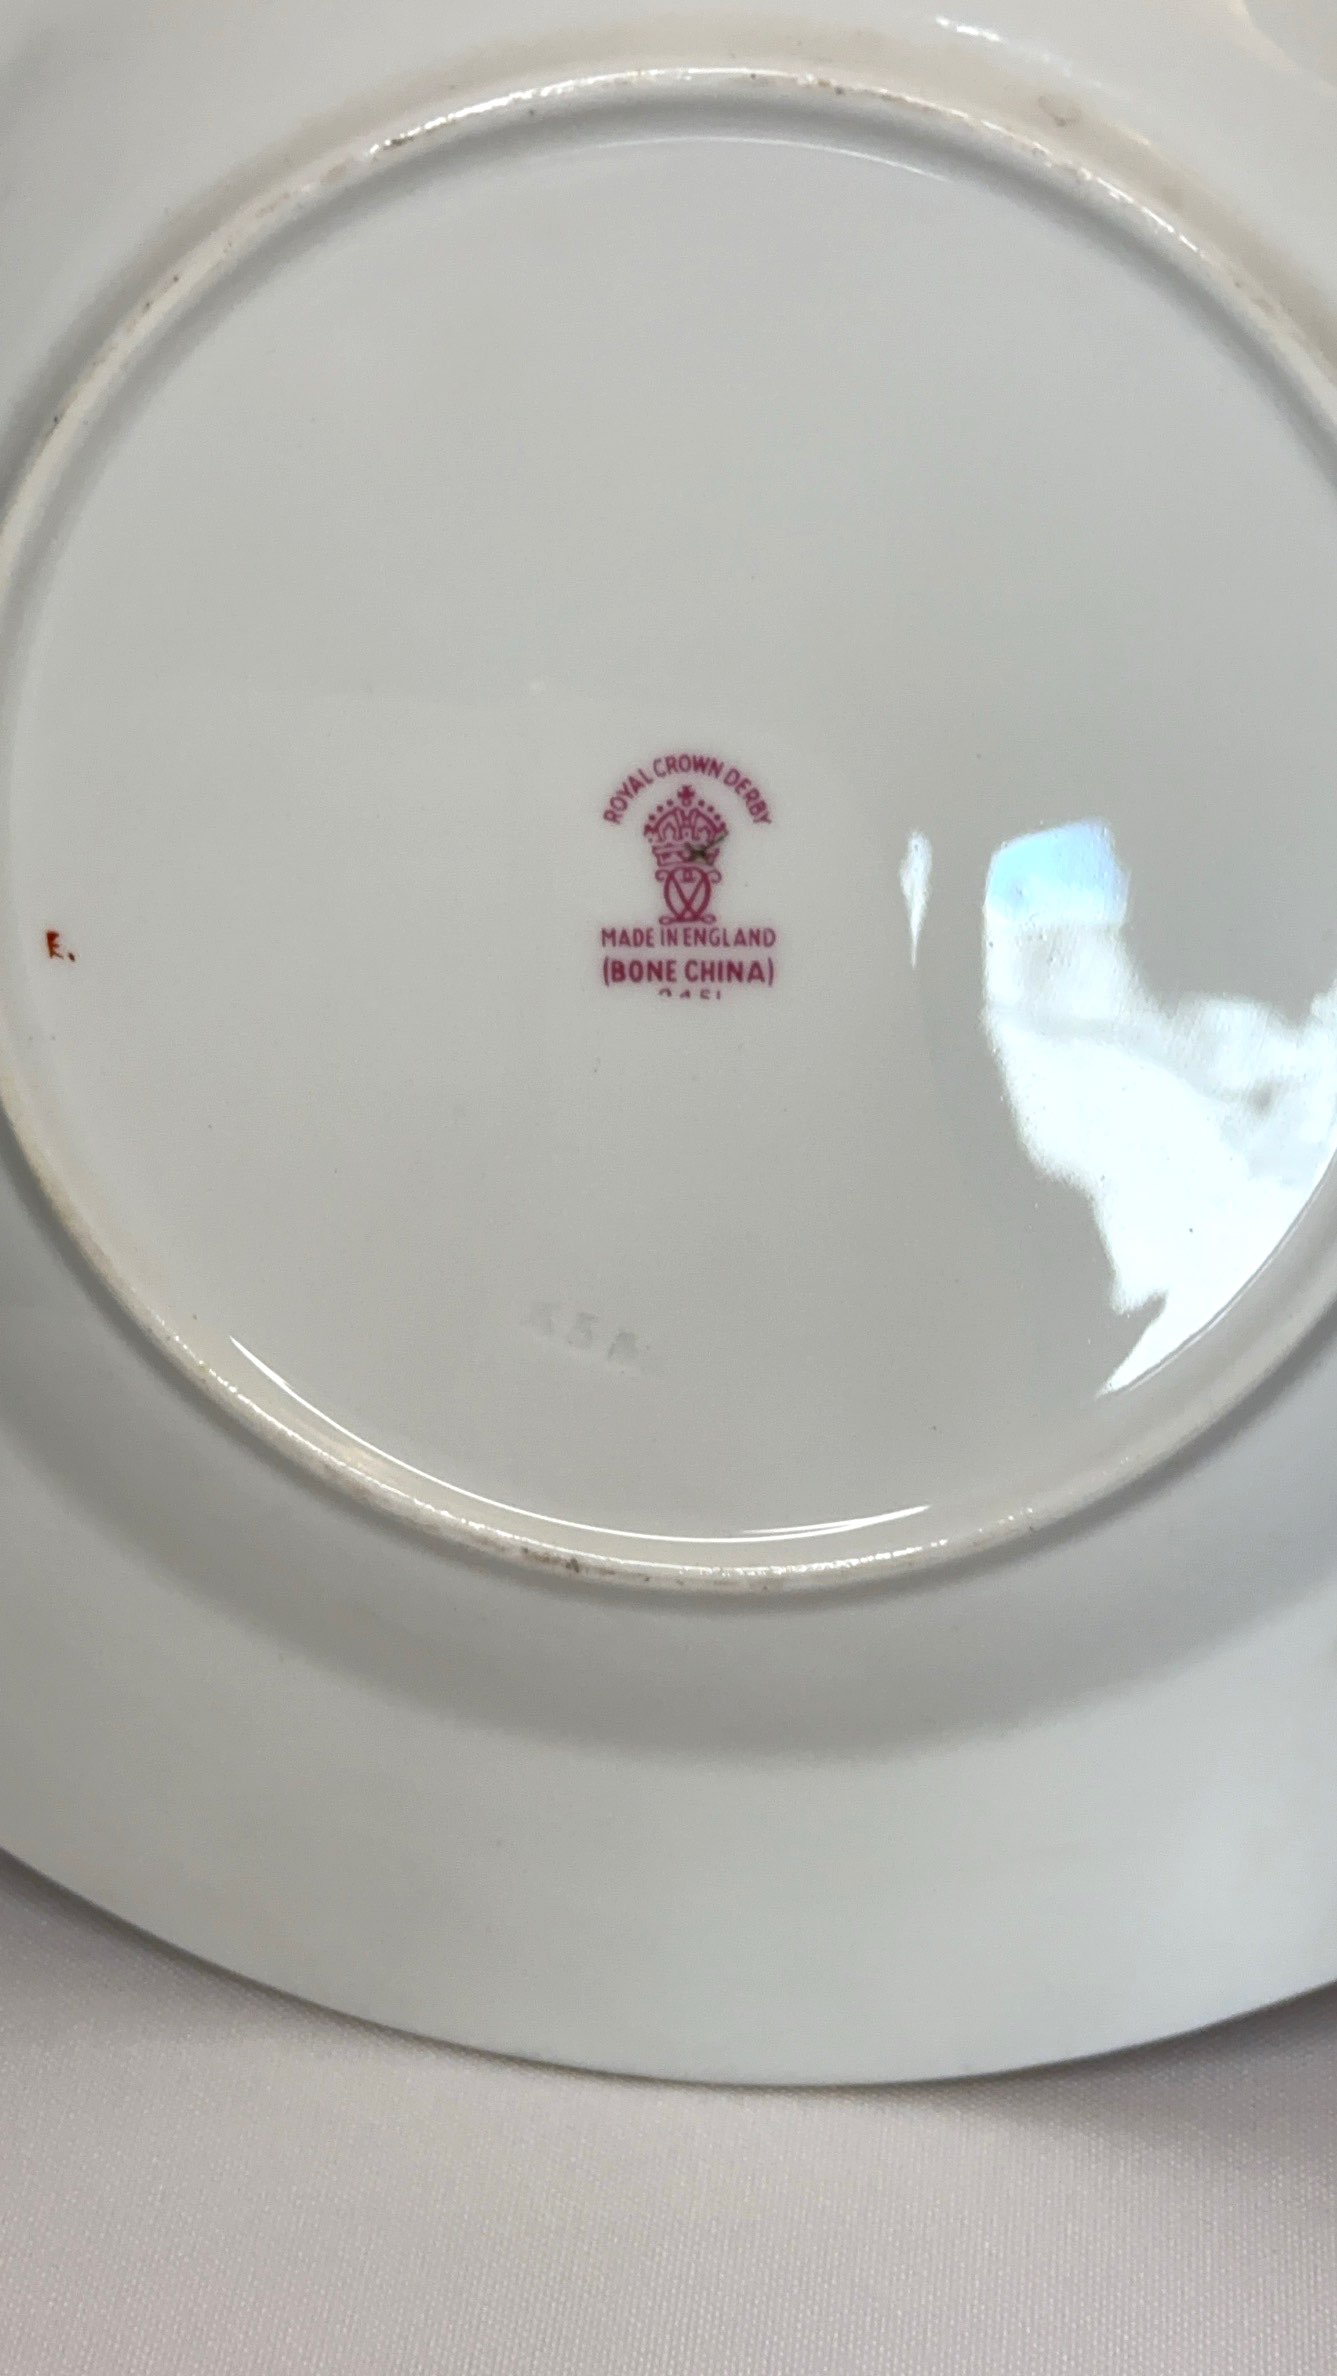 ROYAL CROWN DERBY
MADE IN ENGLAND
(BONE CHINA)
E.